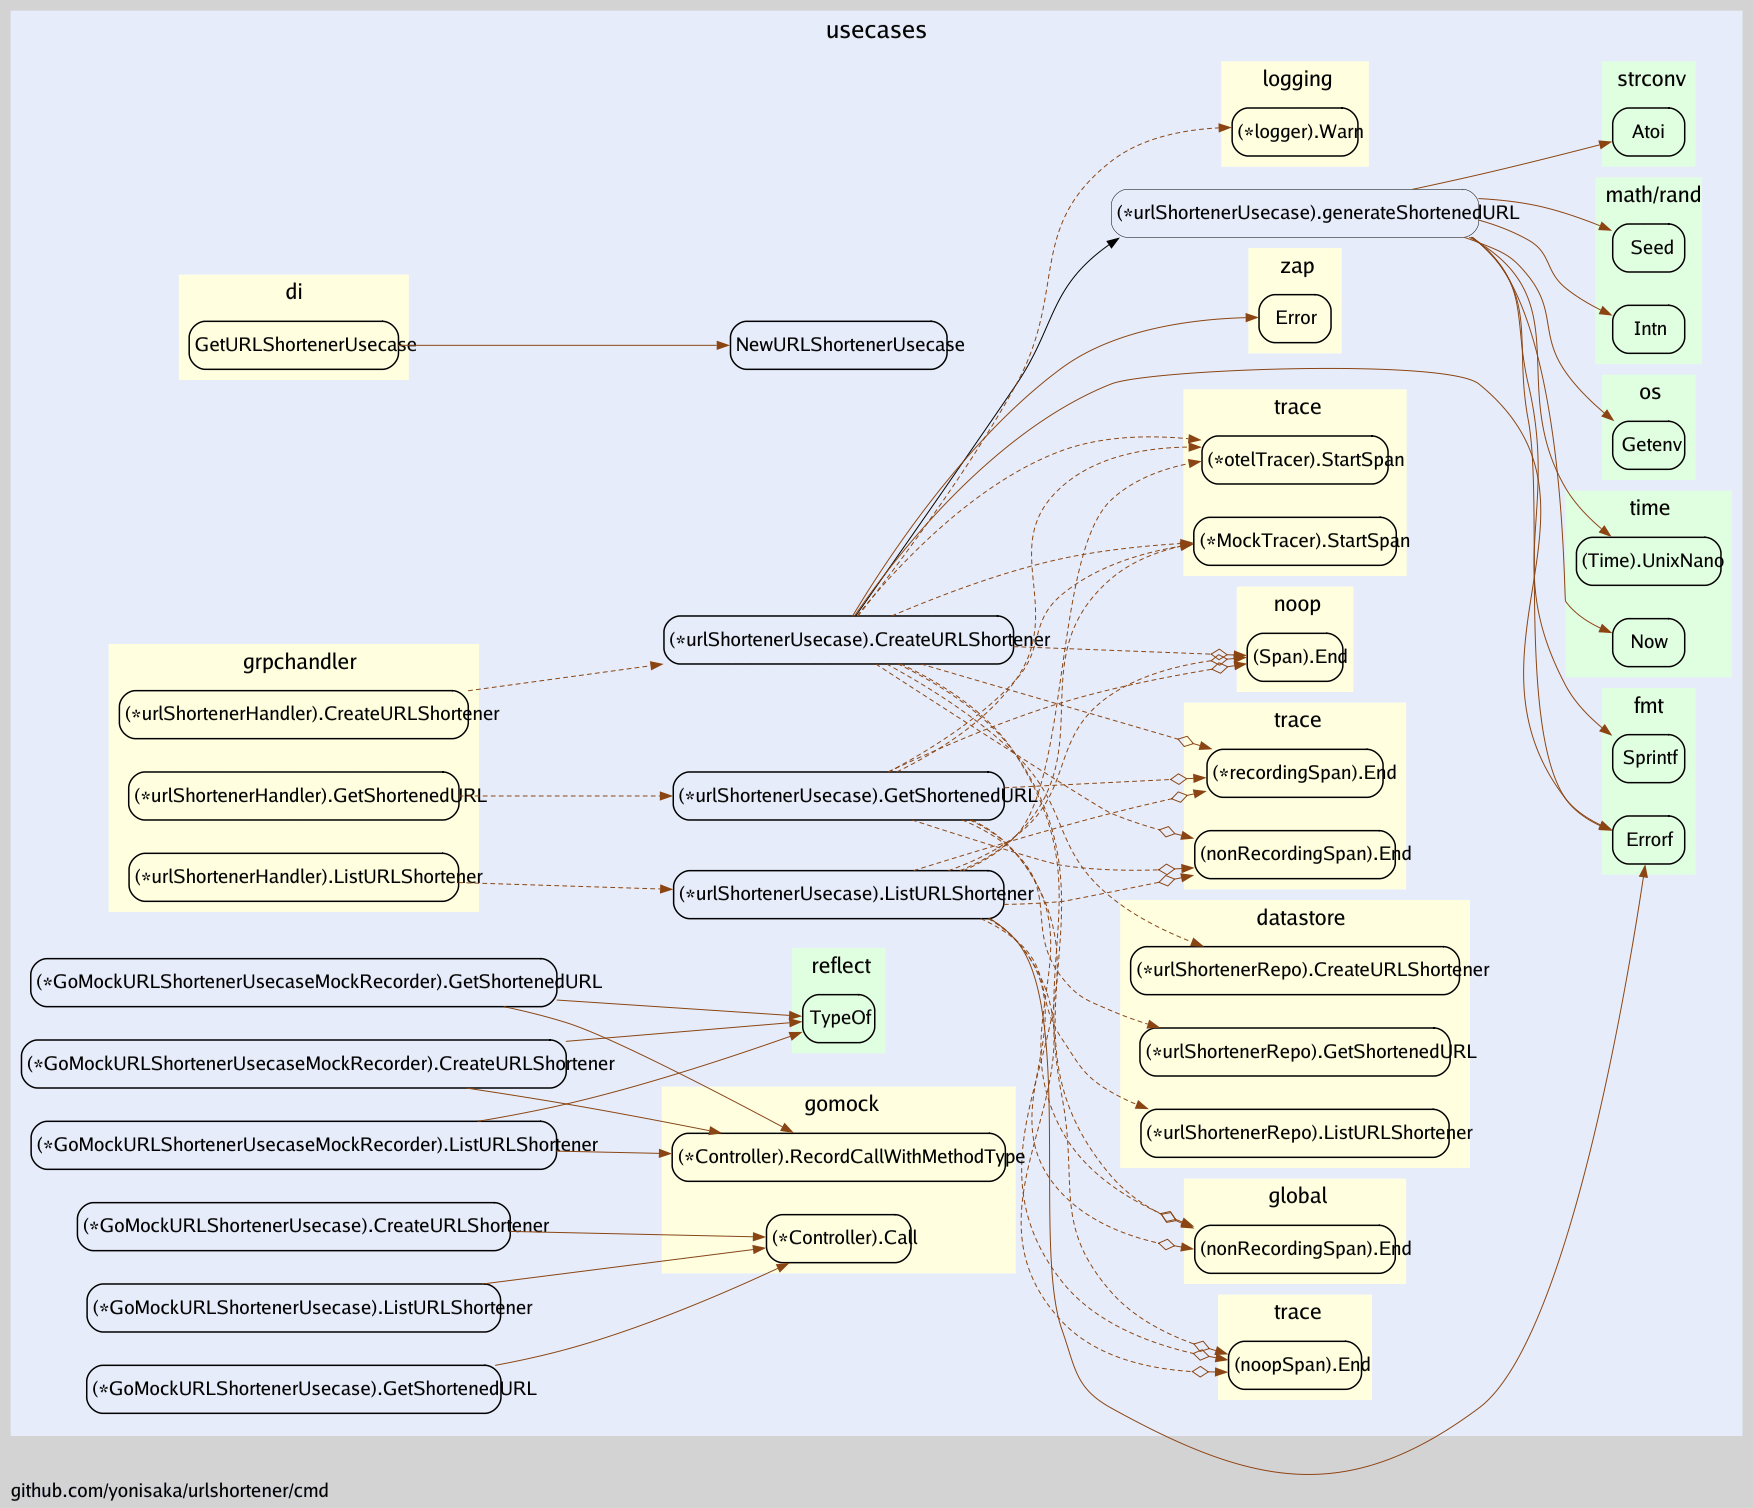 usecases
logging
(*logger).Warn
strconv
Atoi
(*urlShortenerUsecase).generateShortenedURL
math/rand
Seed
Intn
di
GetURLShortenerUsecase
NewURLShortenerUsecase
zap
Error
os
Getenv
trace
(*otelTracer).StartSpan
(*MockTracer).StartSpan
time
(Time).UnixNano
Now
noop
(Span).End
grpchandler
(*urlShortenerHandler).CreateURLShortener
(*urlShortenerHandler).GetShortenedURL
(*urlShortenerHandler).ListURLShortener
(*urlShortenerUsecase).CreateURLShortener
(*urlShortenerUsecase).GetShortenedURL
(*urlShortenerUsecase).ListURLShortener
trace
(*recordingSpan).End
(nonRecordingSpan).End
fmt
Sprintf
Errorf
datastore
(*urlShortenerRepo).CreateURLShortener
(*urlShortenerRepo).GetShortenedURL
(*urlShortenerRepo).ListURLShortener
(*GoMockURLShortenerUsecaseMockRecorder).GetShortenedURL
(*GoMockURLShortenerUsecaseMockRecorder).CreateURLShortener
(*GoMockURLShortenerUsecaseMockRecorder).ListURLShortener
(*GoMockURLShortenerUsecase).CreateURLShortener
(*GoMockURLShortenerUsecase).ListURLShortener
(*GoMockURLShortenerUsecase).GetShortenedURL
reflect
TypeOf
gomock
(*Controller).RecordCallWithMethodType
(*Controller).Call
global
(nonRecordingSpan).End
trace
(noopSpan).End
github.com/yonisaka/urlshortener/cmd